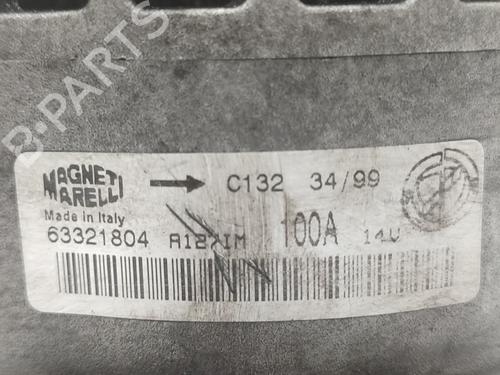 B-PARTS
MAGNETI MARELLI
C132 34/99
Made in Italy
63321804 A127IM 100A 14V